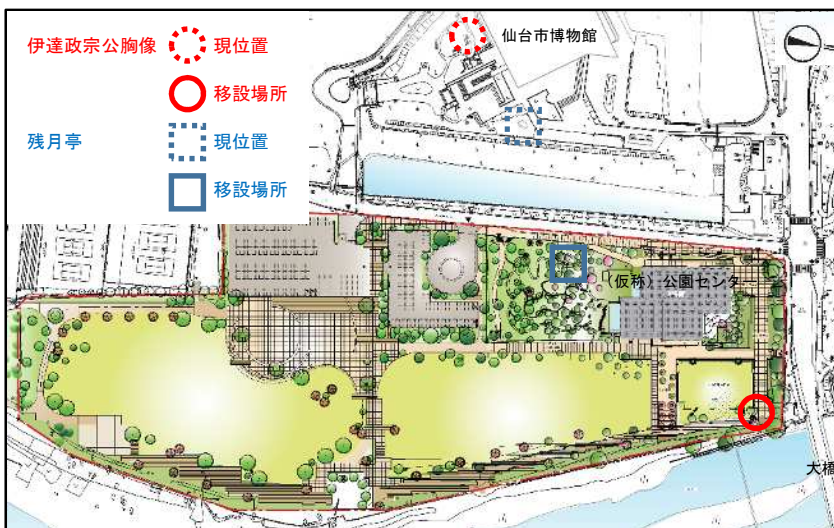 伊達政宗公胸像 現位置
移設場所
残月亭 現位置
移設場所
仙台市博物館
(仮称)公園センタ
大橋